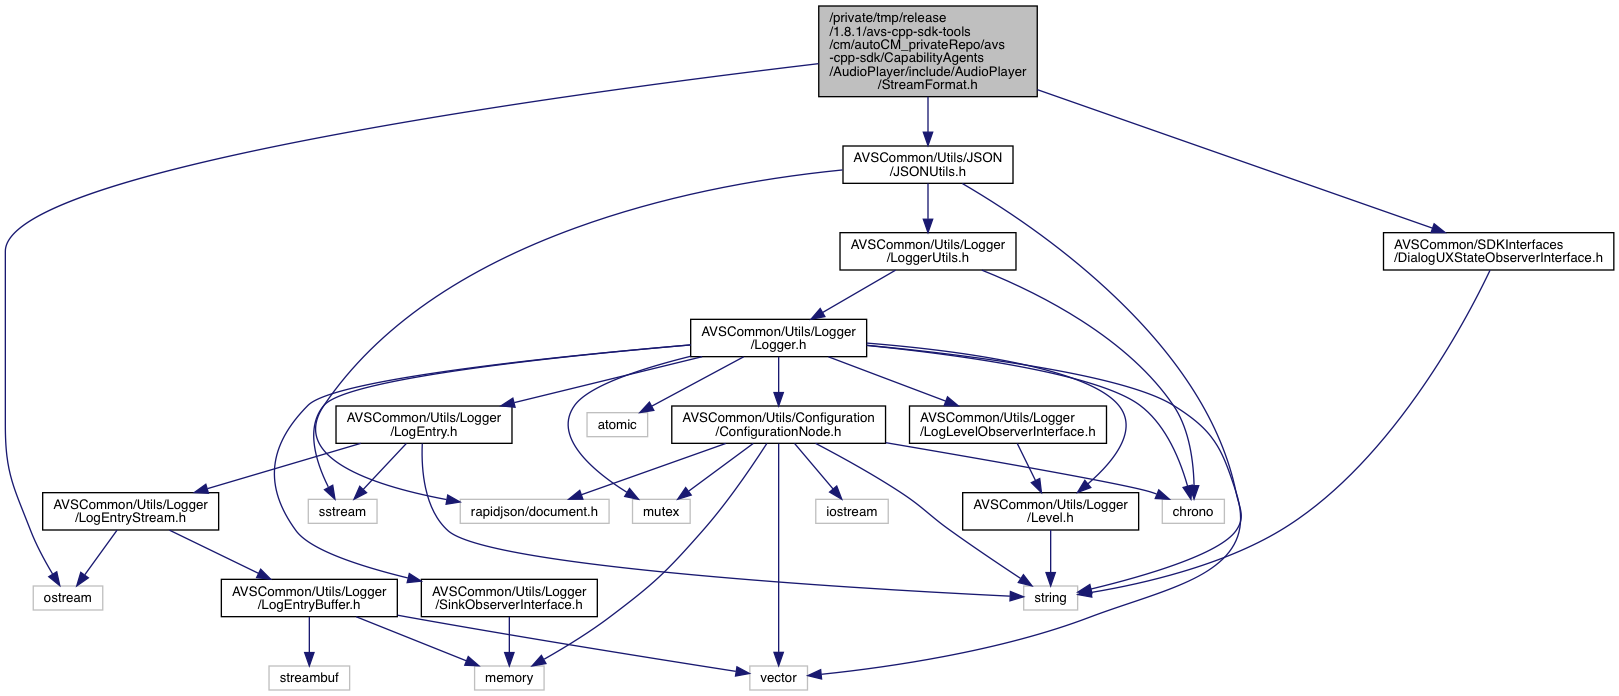 /private/tmp/release
/1.8.1/avs-cpp-sdk-tools
/cm/autoCM_privateRepo/avs
-cpp-sdk/CapabilityAgents
/AudioPlayer/include/AudioPlayer
/StreamFormat.h
AVSCommon/Utils/JSON
/JSONUtils.h
AVSCommon/Utils/Logger
/LoggerUtils.h
AVSCommon/SDKInterfaces
/DialogUXStateObserverInterface.h
AVSCommon/Utils/Logger
/Logger.h
AVSCommon/Utils/Logger
/LogEntry.h
atomic
AVSCommon/Utils/Configuration
/ConfigurationNode.h
AVSCommon/Utils/Logger
/LogLevelObserverInterface.h
AVSCommon/Utils/Logger
/LogEntryStream.h
sstream
rapidjson/document.h
mutex
iostream
AVSCommon/Utils/Logger
/Level.h
chrono
ostream
AVSCommon/Utils/Logger
/LogEntryBuffer.h
AVSCommon/Utils/Logger
/SinkObserverInterface.h
string
streambuf
memory
vector